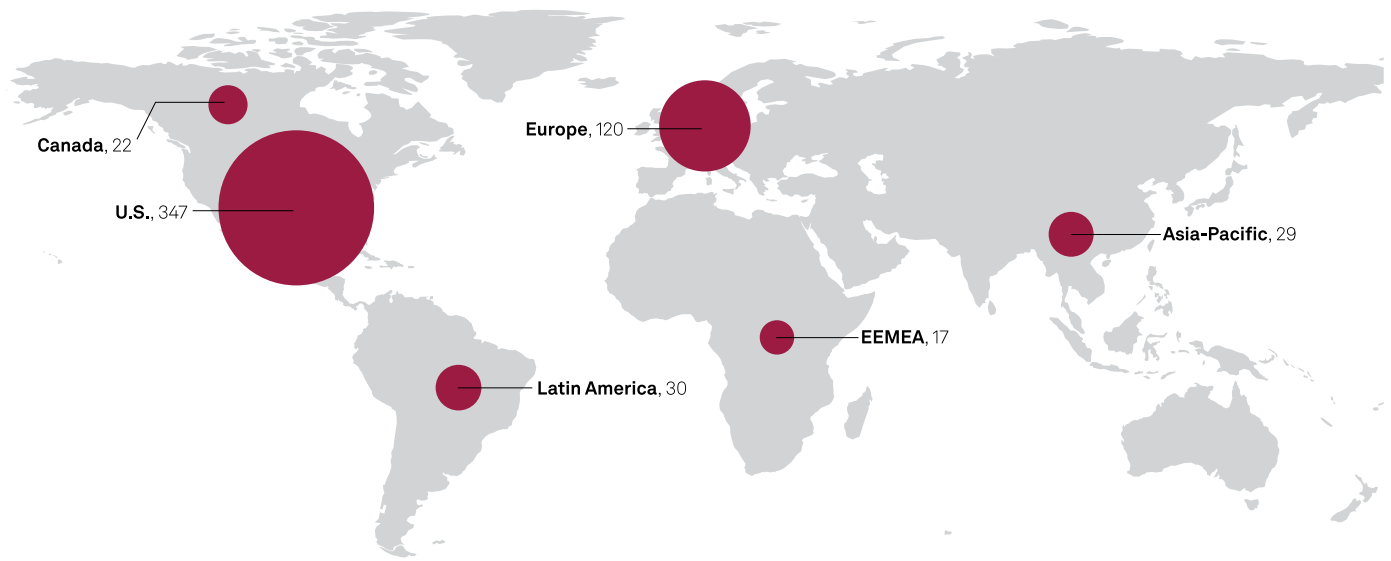 Canada, 22
U.S., 347
Europe, 120
Asia-Pacific, 29
EEMEA, 17
Latin America, 30